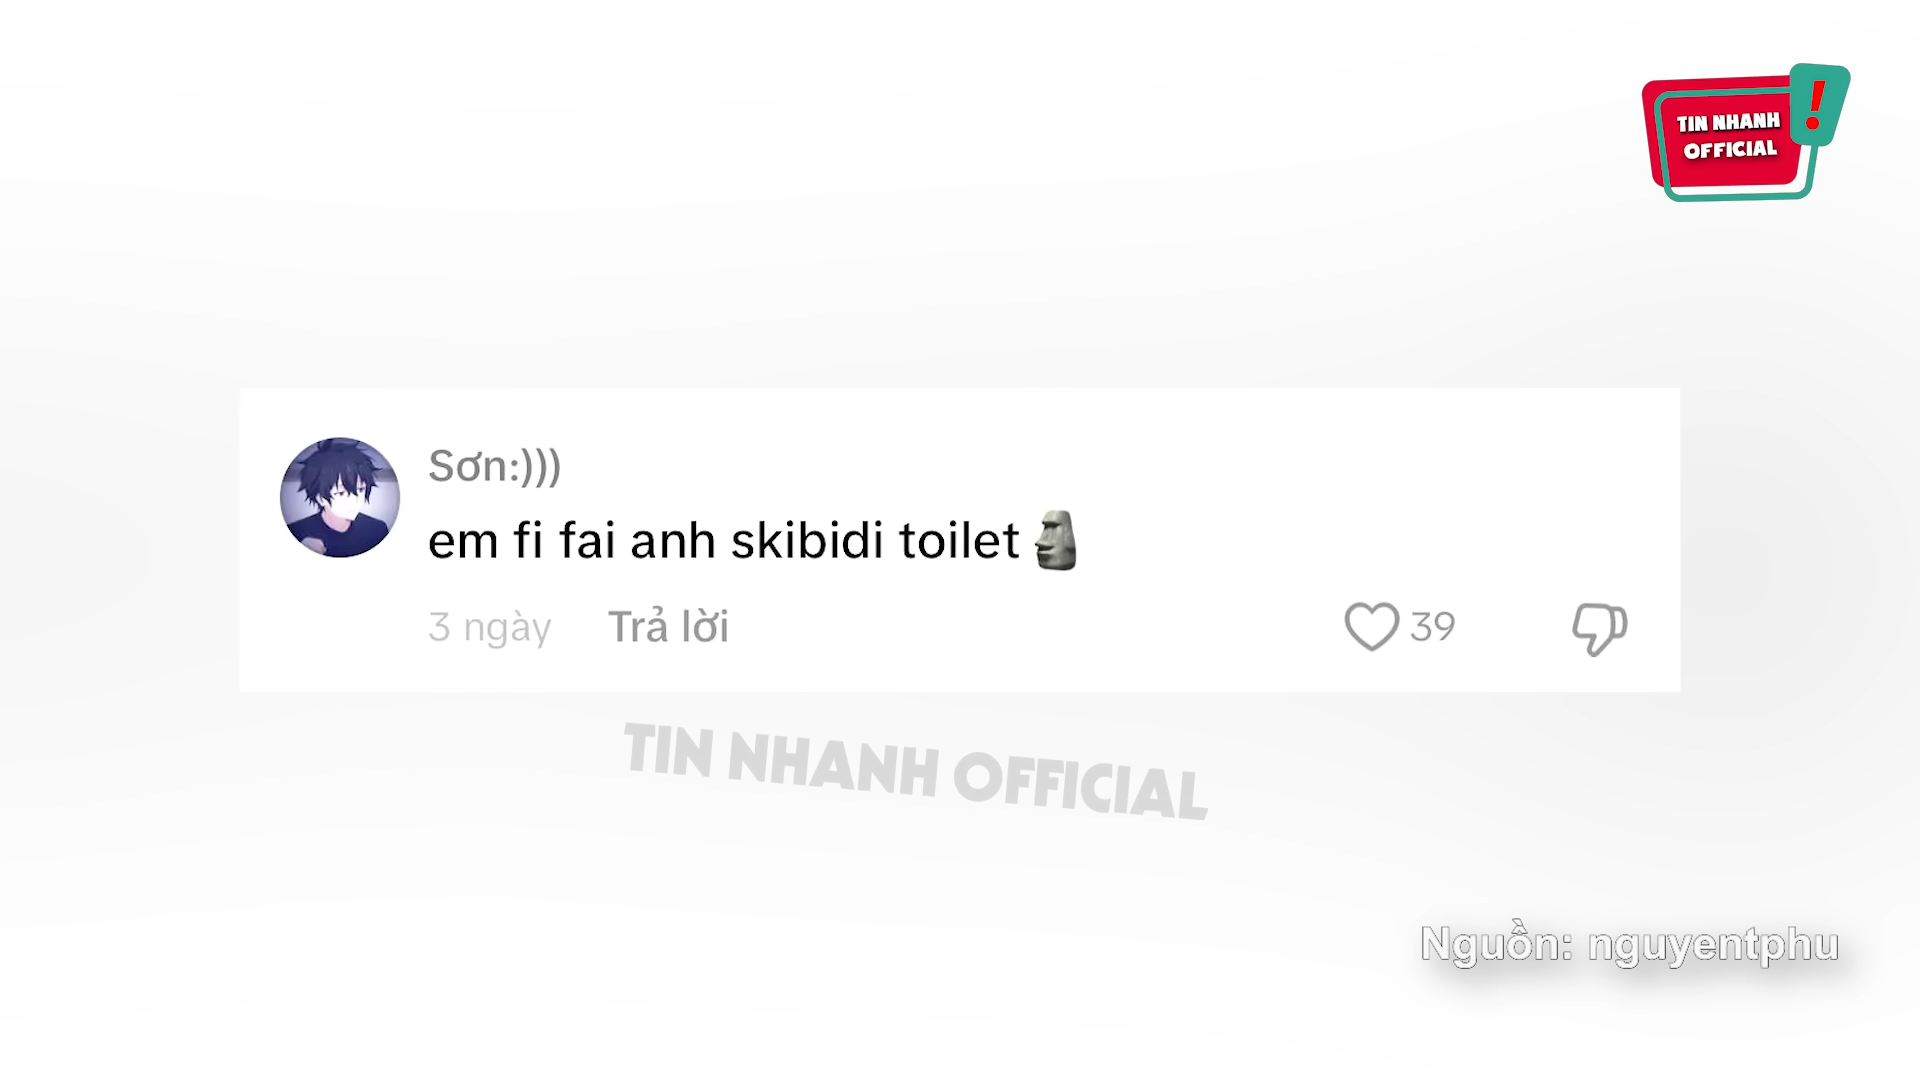 TIN NHANH
OFFICIAL
!
Sơn:)))
em fi fai anh skibidi toilet🗿
3 ngày Trả lời 39
TIN NHANH OFFICIAL
Nguồn: nguyentphu